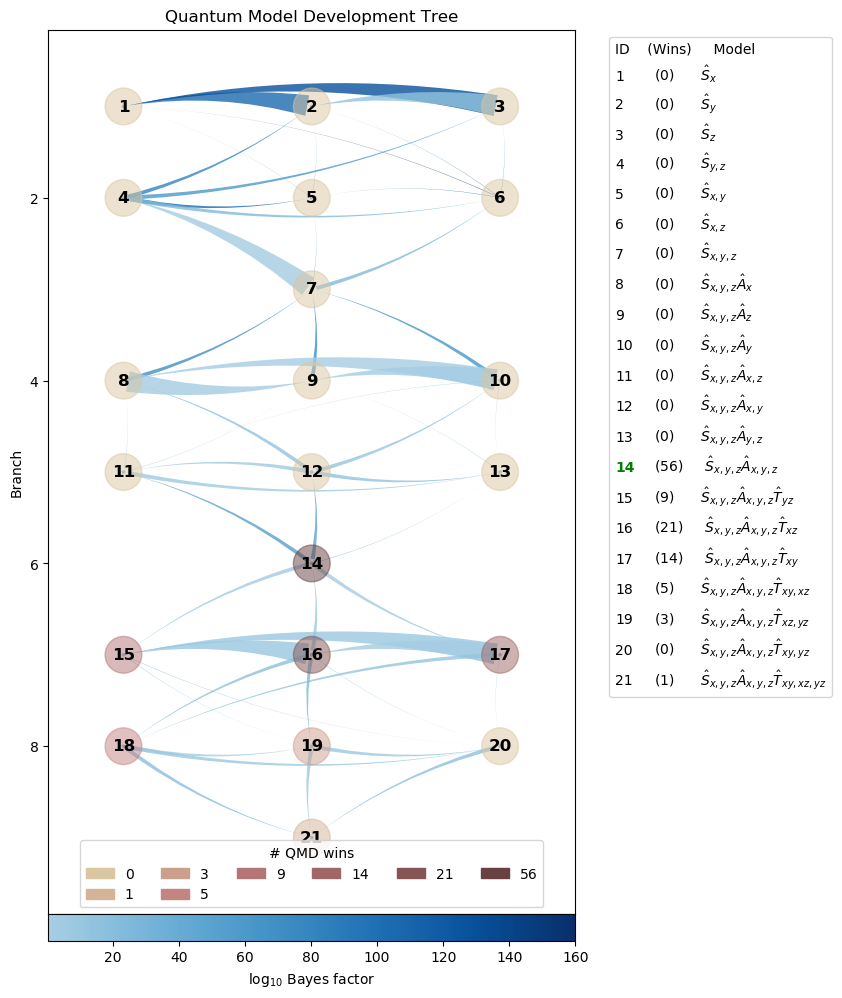 Quantum Model Development Tree
ID (Wins) Model
1 (0) Ŝ_x
2 (0) Ŝ_y
3 (0) Ŝ_z
4 (0) Ŝ_{y,z}
5 (0) Ŝ_{x,y}
6 (0) Ŝ_{x,z}
7 (0) Ŝ_{x,y,z}
8 (0) Ŝ_{x,y,z}Â_x
9 (0) Ŝ_{x,y,z}Â_z
10 (0) Ŝ_{x,y,z}Â_y
11 (0) Ŝ_{x,y,z}Â_{x,z}
12 (0) Ŝ_{x,y,z}Â_{x,y}
13 (0) Ŝ_{x,y,z}Â_{y,z}
14 (56) Ŝ_{x,y,z}Â_{x,y,z}
15 (9) Ŝ_{x,y,z}Â_{x,y,z}T̂_{yz}
16 (21) Ŝ_{x,y,z}Â_{x,y,z}T̂_{xz}
17 (14) Ŝ_{x,y,z}Â_{x,y,z}T̂_{xy}
18 (5) Ŝ_{x,y,z}Â_{x,y,z}T̂_{xy,xz}
19 (3) Ŝ_{x,y,z}Â_{x,y,z}T̂_{xz,yz}
20 (0) Ŝ_{x,y,z}Â_{x,y,z}T̂_{xy,yz}
21 (1) Ŝ_{x,y,z}Â_{x,y,z}T̂_{xy,xz,yz}
Branch
1 2 3
2
4 5 6
7
4
8 9 10
11 12 13
6
14
15 16 17
8
18 19 20
21
# QMD wins
0 3 9 14 21 56
1 5
20 40 60 80 100 120 140 160
log₁₀ Bayes factor